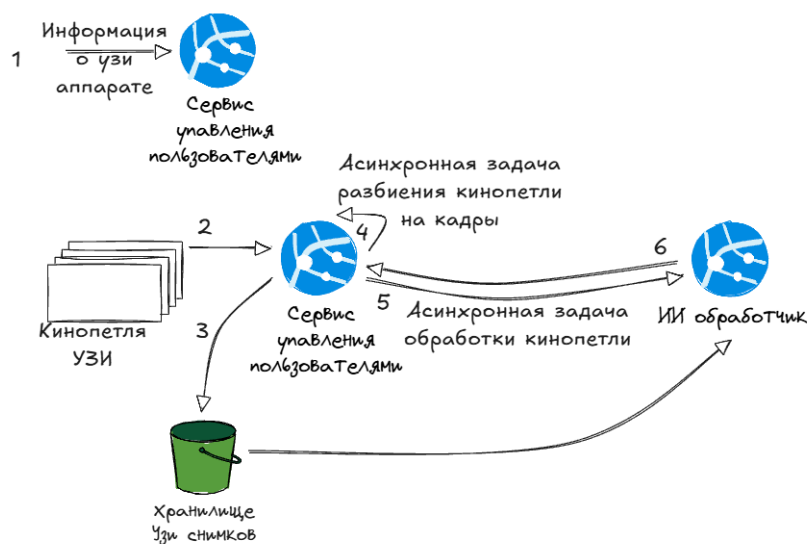 1
Информация
о узи
аппарате
Сервис
упавления
пользователями
Асинхронная задача
разбиения кинопетли
на кадры
2
4
6
Кинопетля
УЗИ
3
5
Сервис
упавления
пользователями
Асинхронная задача
обработки кинопетли
ИИ обработчик
Хранилище
Узи снимков